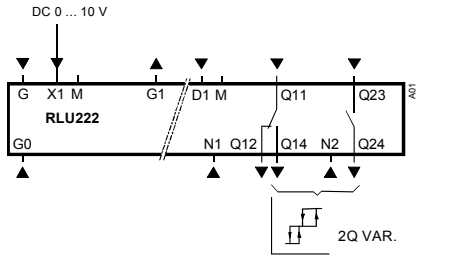 DC 0 ... 10 V
G X1 M G1 D1 M Q11 Q23
A01
RLU222
G0 N1 Q12 Q14 N2 Q24
2Q VAR.